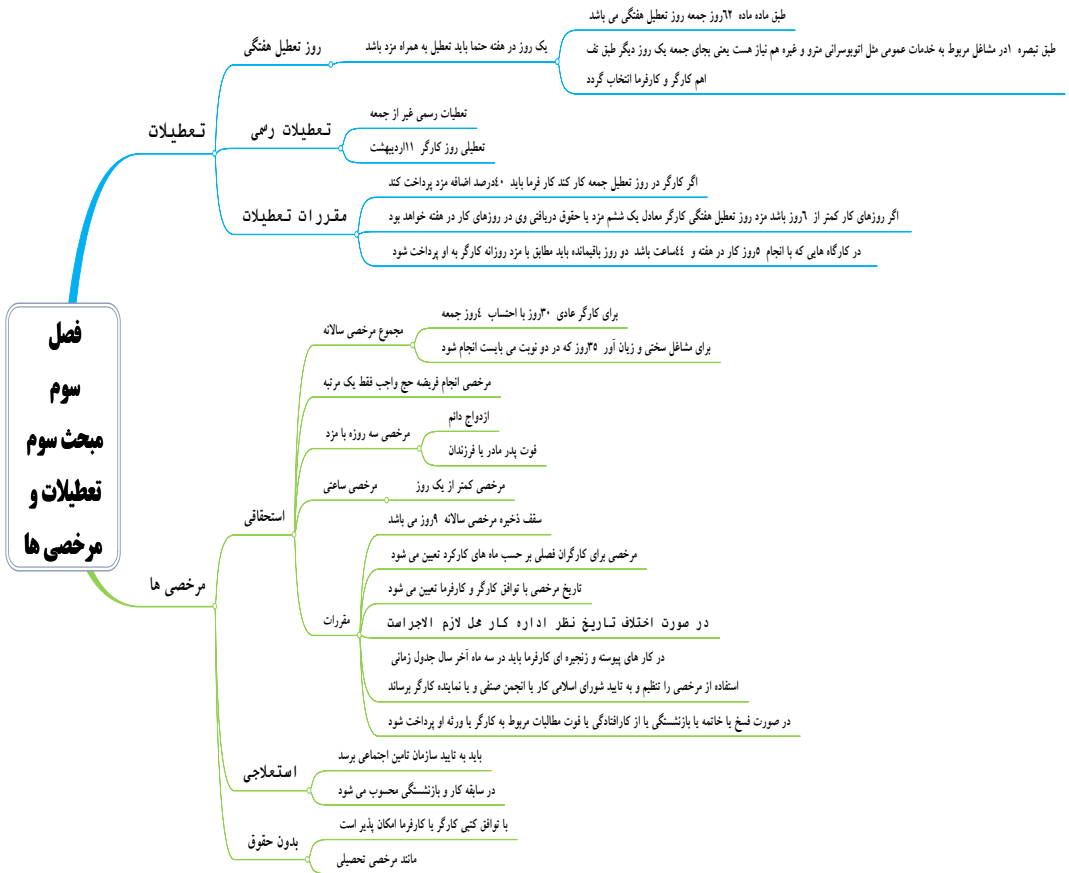 فصل
سوم
مبحث سوم
تعطیلات و
مرخصی ها
تعطیلات
روز تعطیل هفتگی
یک روز در هفته حتما باید تعطیل به همراه مزد باشد
طبق ماده ماده ۶۲روز جمعه روز تعطیل هفتگی می باشد
طبق تبصره ۱در مشاغل مربوط به خدمات عمومی مثل اتوبوسرانی مترو و غیره هم نیاز هست یعنی بجای جمعه یک روز دیگر طبق تف
اهم کارگر و کارفرما انتخاب گردد
تعطیلات رسمی
تعطیات رسمی غیر از جمعه
تعطیلی روز کارگر ۱۱اردیبهشت
مقررات تعطیلات
اگر کارگر در روز تعطیل جمعه کار کند کار فرما باید ۴۰درصد اضافه مزد پرداخت کند
اگر روزهای کار کمتر از ۶روز باشد مزد روز تعطیل هفتگی کارگر معادل یک ششم مزد یا حقوق دریافتی وی در روزهای کار در هفته خواهد بود
در کارگاه هایی که با انجام ۵روز کار در هفته و ۴۴ساعت باشد دو روز باقیمانده باید مطابق با مزد روزانه کارگر به او پرداخت شود
مرخصی ها
استحقاقی
مجموع مرخصی سالانه
برای کارگر عادی ۳۰روز با احتساب ۴روز جمعه
برای مشاغل سختی و زیان آور ۳۵روز که در دو نوبت می بایست انجام شود
مرخصی انجام فریضه حج واجب فقط یک مرتبه
مرخصی سه روزه با مزد
ازدواج دائم
فوت پدر مادر یا فرزندان
مرخصی ساعتی
مرخصی کمتر از یک روز
مقررات
سقف ذخیره مرخصی سالانه ۹روز می باشد
مرخصی برای کارگران فصلی بر حسب ماه های کارکرد تعیین می شود
تاریخ مرخصی با توافق کارگر و کارفرما تعیین می شود
در صورت اختلاف تاریخ نظر اداره کار محل لازم الاجراست
در کار های پیوسته و زنجیره ای کارفرما باید در سه ماه آخر سال جدول زمانی
استفاده از مرخصی را تنظیم و به تایید شورای اسلامی کار یا انجمن صنفی و یا نماینده کارگر برساند
در صورت فسخ یا خاتمه یا بازنشستگی یا از کارافتادگی یا فوت مطالبات مربوط به کارگر یا ورثه او پرداخت شود
استعلاجی
باید به تایید سازمان تامین اجتماعی برسد
در سابقه کار و بازنشستگی محسوب می شود
بدون حقوق
با توافق کتبی کارگر یا کارفرما امکان پذیر است
مانند مرخصی تحصیلی